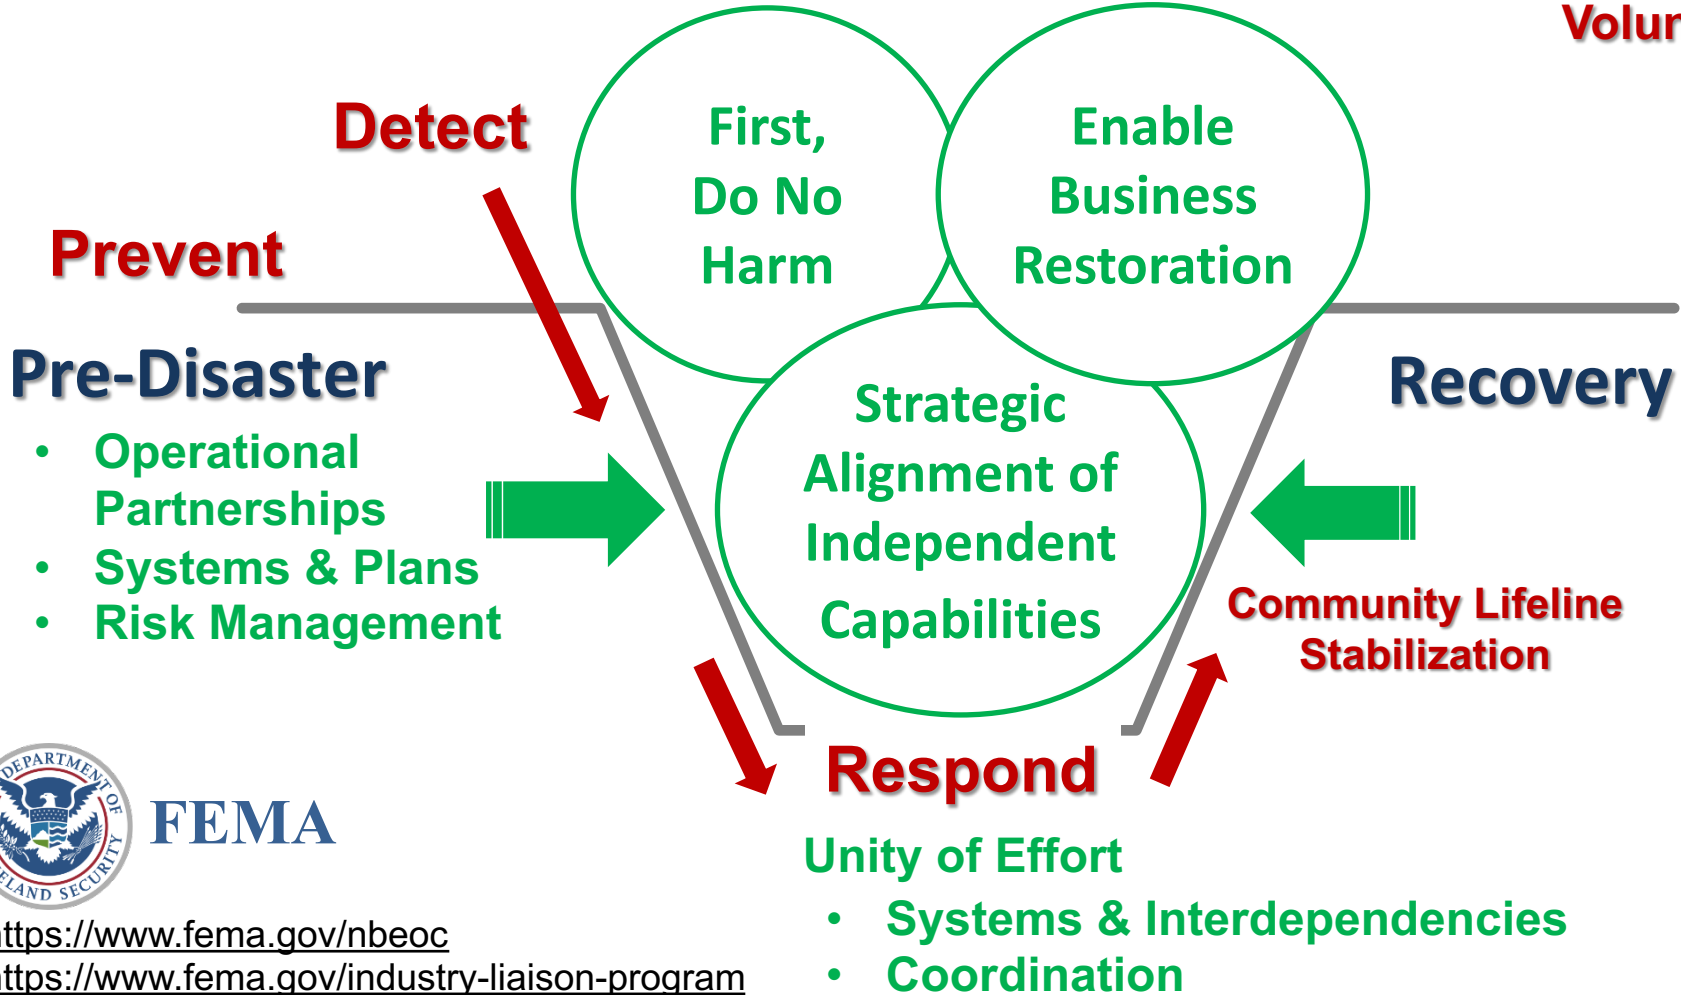 Detect
Prevent
Pre-Disaster
• Operational
Partnerships
• Systems & Plans
• Risk Management
First,
Do No
Harm
Enable
Business
Restoration
Strategic
Alignment of
Independent
Capabilities
Recovery
Community Lifeline
Stabilization
Respond
Unity of Effort
• Systems & Interdependencies
• Coordination
FEMA
https://www.fema.gov/nbeoc
https://www.fema.gov/industry-liaison-program